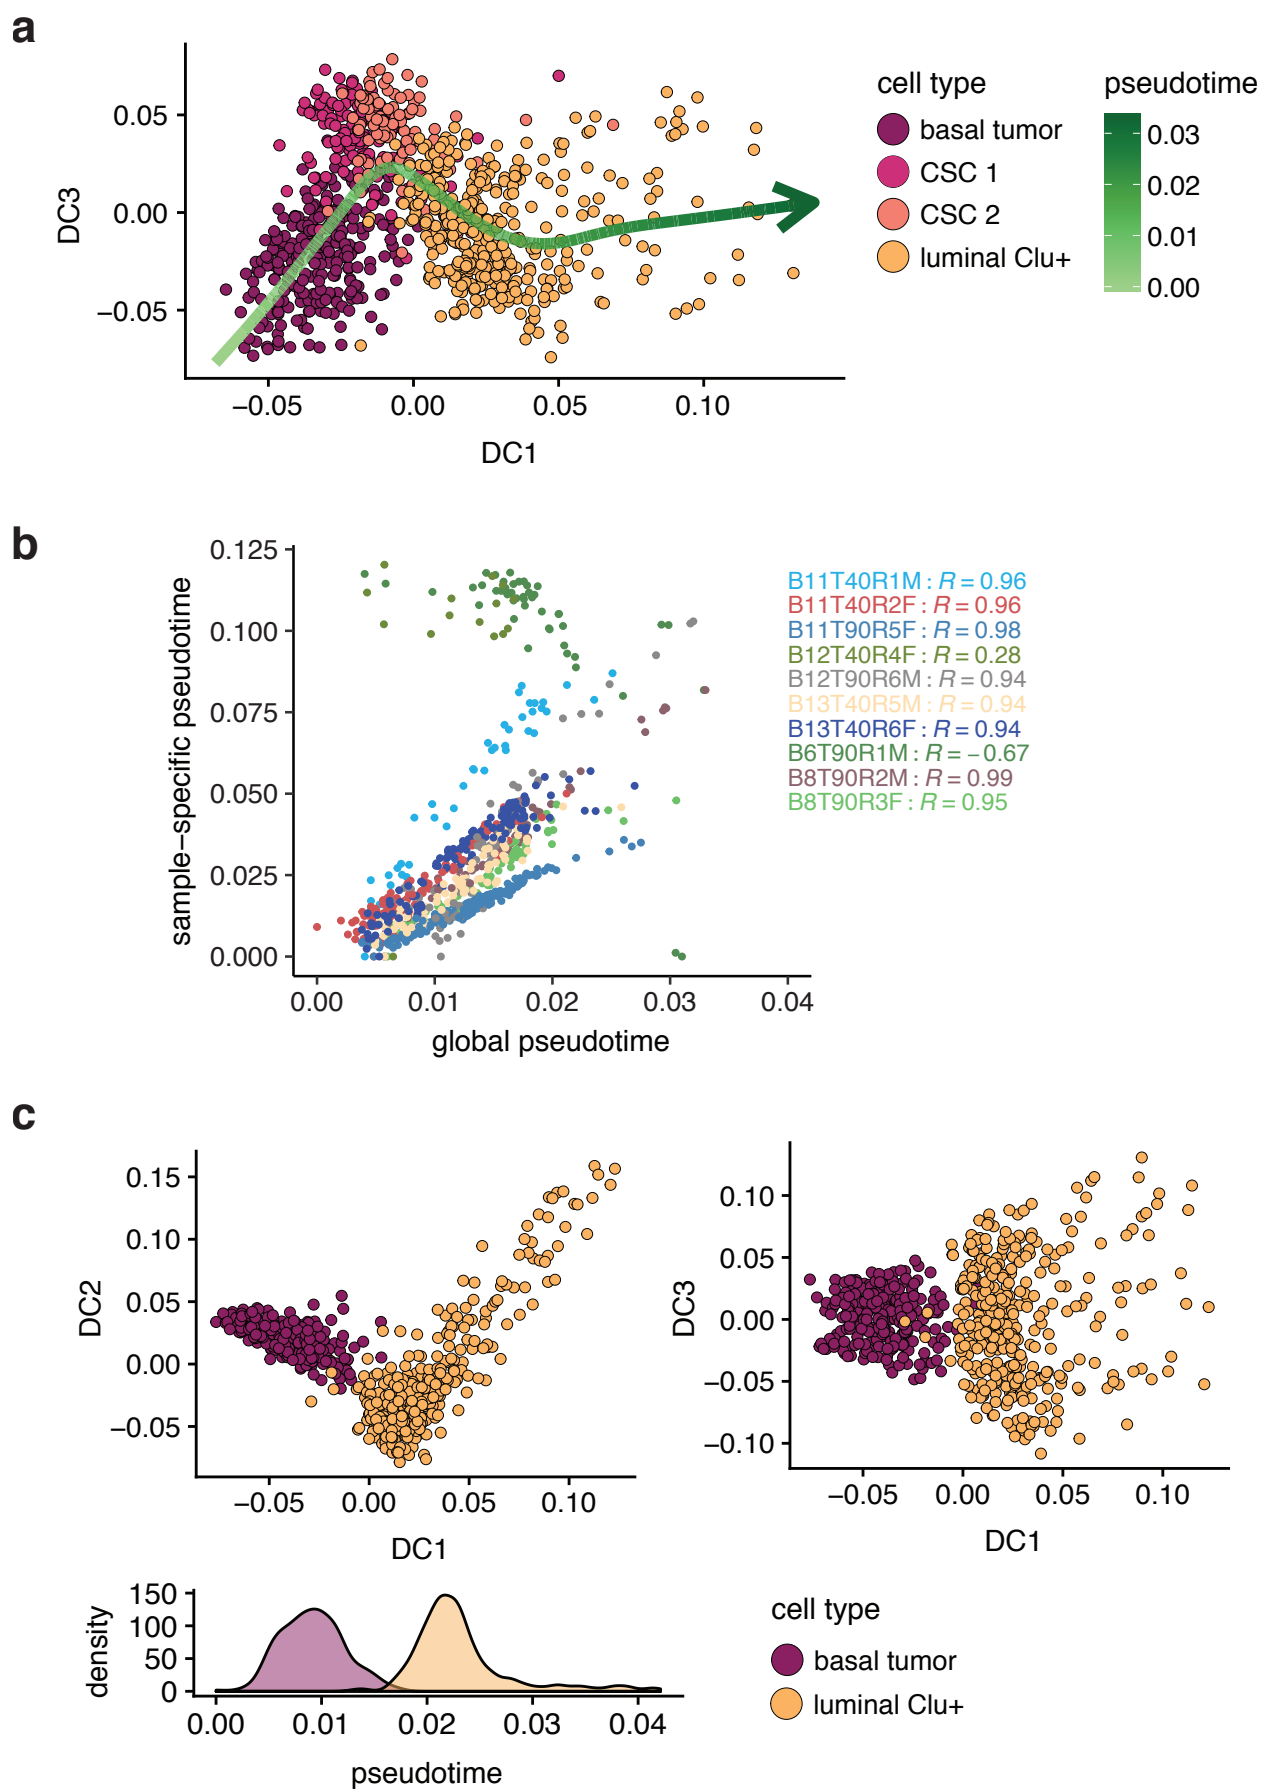 a
DC3
0.05
0.00
−0.05
−0.05
0.00
0.05
0.10
DC1
cell type
basal tumor
CSC 1
CSC 2
luminal Clu+
pseudotime
0.03
0.02
0.01
0.00
b
sample−specific pseudotime
0.125
0.100
0.075
0.050
0.025
0.000
0.00
0.01
0.02
0.03
0.04
global pseudotime
B11T40R1M : R = 0.96
B11T40R2F : R = 0.96
B11T90R5F : R = 0.98
B12T40R4F : R = 0.28
B12T90R6M : R = 0.94
B13T40R5M : R = 0.94
B13T40R6F : R = 0.94
B6T90R1M : R = −0.67
B8T90R2M : R = 0.99
B8T90R3F : R = 0.95
c
DC2
0.15
0.10
0.05
0.00
−0.05
−0.05
0.00
0.05
0.10
DC1
DC3
0.10
0.05
0.00
−0.05
−0.10
−0.05
0.00
0.05
0.10
DC1
density
150
100
50
0
0.00
0.01
0.02
0.03
0.04
pseudotime
cell type
basal tumor
luminal Clu+